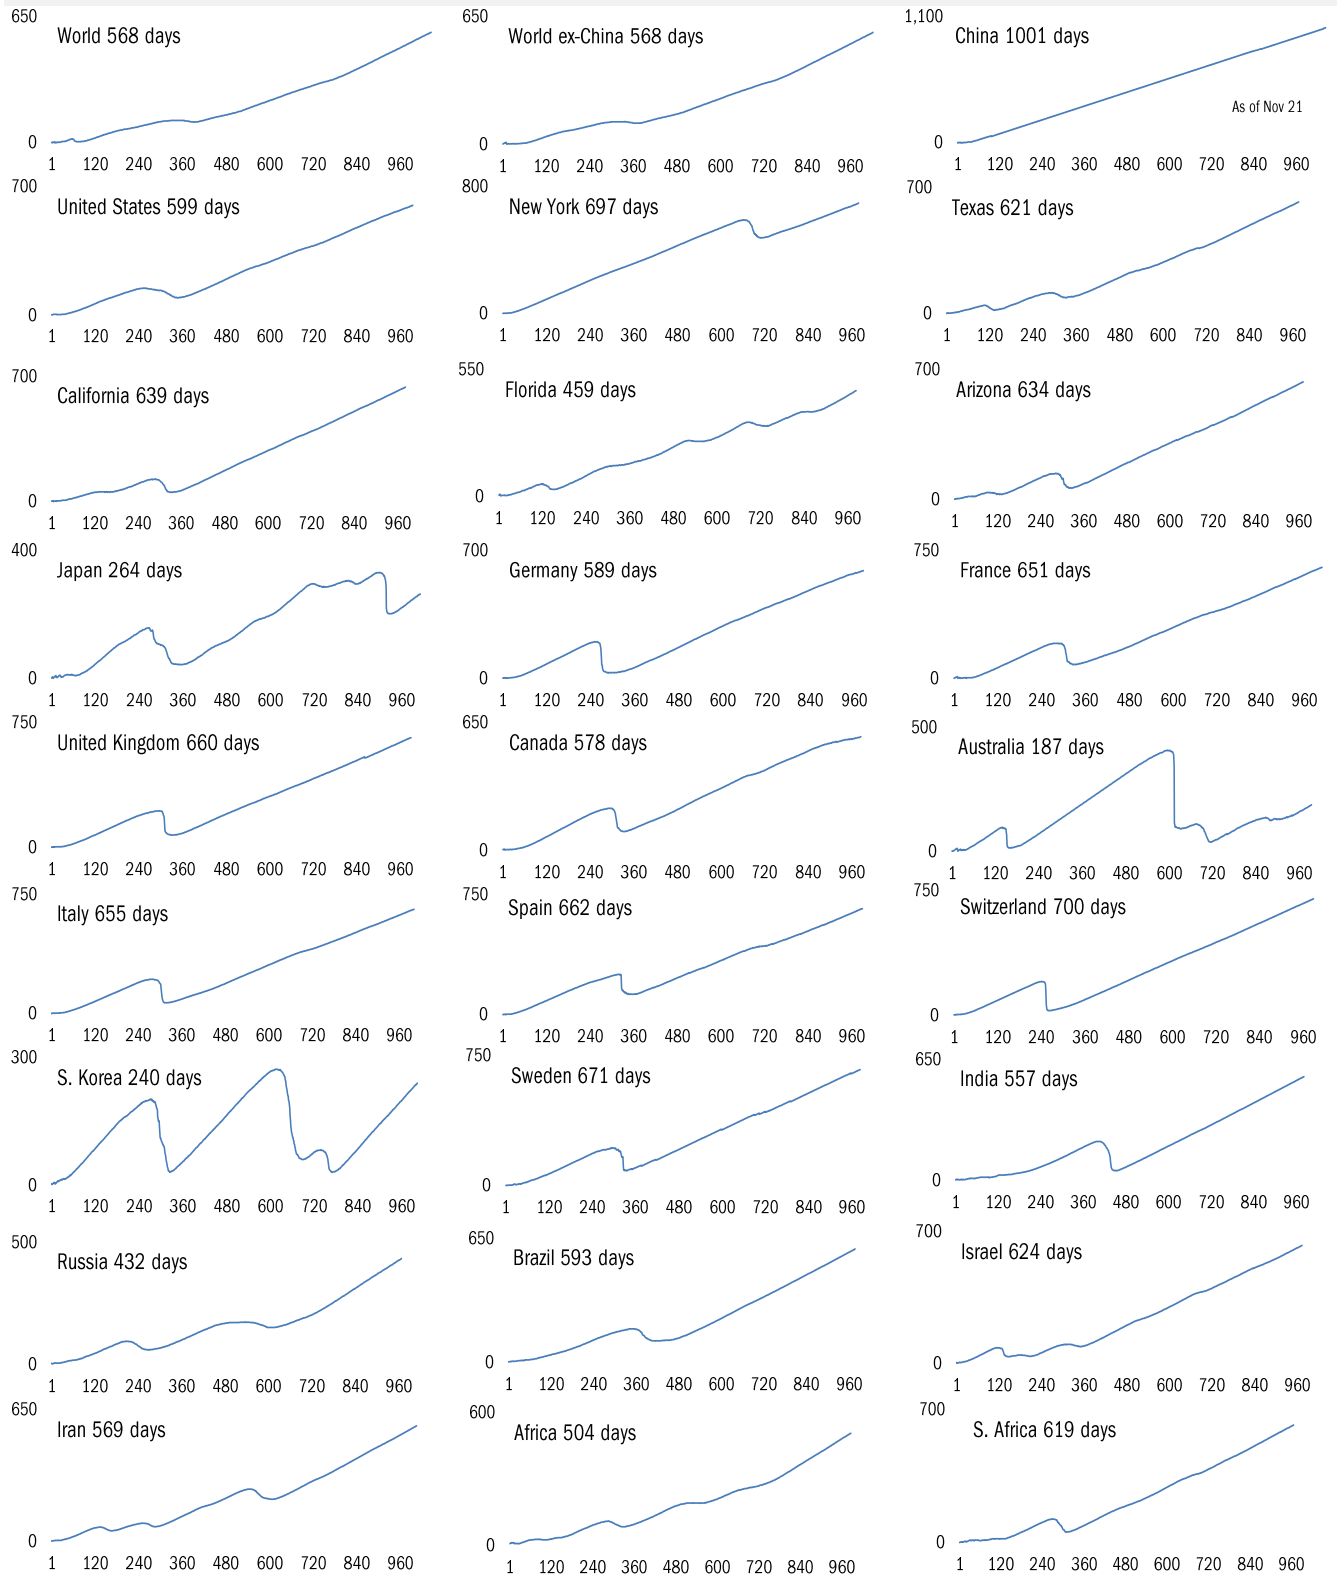 650
World 568 days
0
1 120 240 360 480 600 720 840 960
650
World ex-China 568 days
0
1 120 240 360 480 600 720 840 960
1,100
China 1001 days
As of Nov 21
0
1 120 240 360 480 600 720 840 960
700
United States 599 days
0
1 120 240 360 480 600 720 840 960
800
New York 697 days
0
1 120 240 360 480 600 720 840 960
700
Texas 621 days
0
1 120 240 360 480 600 720 840 960
700
California 639 days
0
1 120 240 360 480 600 720 840 960
550
Florida 459 days
0
1 120 240 360 480 600 720 840 960
700
Arizona 634 days
0
1 120 240 360 480 600 720 840 960
400
Japan 264 days
0
1 120 240 360 480 600 720 840 960
700
Germany 589 days
0
1 120 240 360 480 600 720 840 960
750
France 651 days
0
1 120 240 360 480 600 720 840 960
750
United Kingdom 660 days
0
1 120 240 360 480 600 720 840 960
650
Canada 578 days
0
1 120 240 360 480 600 720 840 960
500
Australia 187 days
0
1 120 240 360 480 600 720 840 960
750
Italy 655 days
0
1 120 240 360 480 600 720 840 960
750
Spain 662 days
0
1 120 240 360 480 600 720 840 960
750
Switzerland 700 days
0
1 120 240 360 480 600 720 840 960
300
S. Korea 240 days
0
1 120 240 360 480 600 720 840 960
750
Sweden 671 days
0
1 120 240 360 480 600 720 840 960
650
India 557 days
0
1 120 240 360 480 600 720 840 960
500
Russia 432 days
0
1 120 240 360 480 600 720 840 960
650
Brazil 593 days
0
1 120 240 360 480 600 720 840 960
700
Israel 624 days
0
1 120 240 360 480 600 720 840 960
650
Iran 569 days
0
1 120 240 360 480 600 720 840 960
600
Africa 504 days
0
1 120 240 360 480 600 720 840 960
700
S. Africa 619 days
0
1 120 240 360 480 600 720 840 960